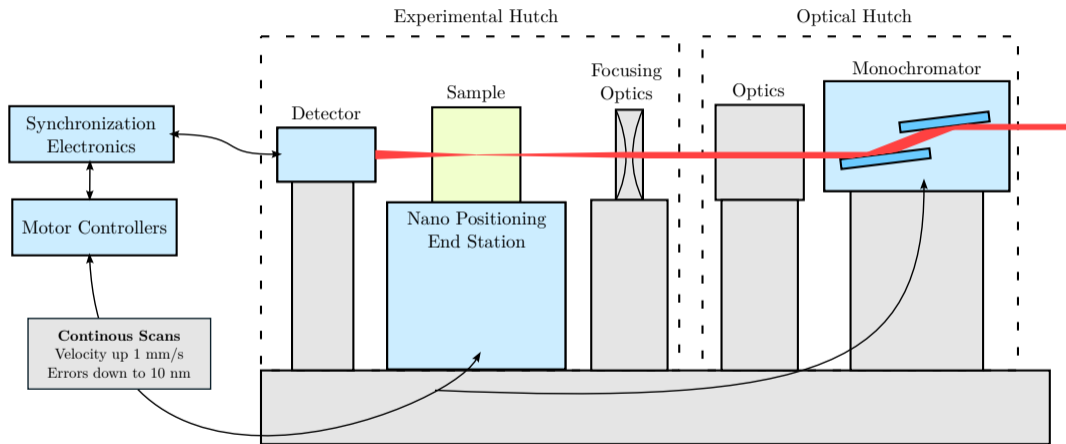 Experimental Hutch
Optical Hutch
Focusing
Optics
Monochromator
Sample
Optics
Detector
Synchronization
Electronics
Motor Controllers
Nano Positioning
End Station
Continous Scans
Velocity up 1 mm/s
Errors down to 10 nm